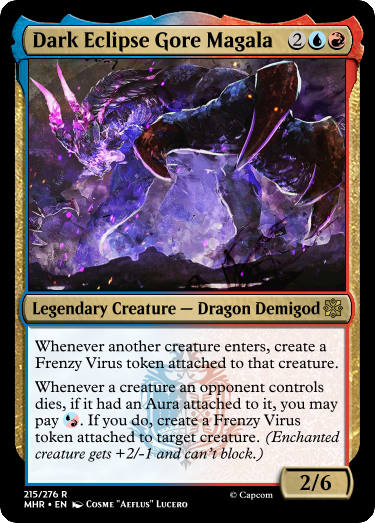 Dark Eclipse Gore Magala 2
Legendary Creature — Dragon Demigod
Whenever another creature enters, create a
Frenzy Virus token attached to that creature.
Whenever a creature an opponent controls
dies, if it had an Aura attached to it, you may
pay . If you do, create a Frenzy Virus
token attached to target creature. (Enchanted
creature gets +2/-1 and can't block.)
2/6
215/276 R
MHR • EN Cosme "Aeflus" Lucero
© Capcom